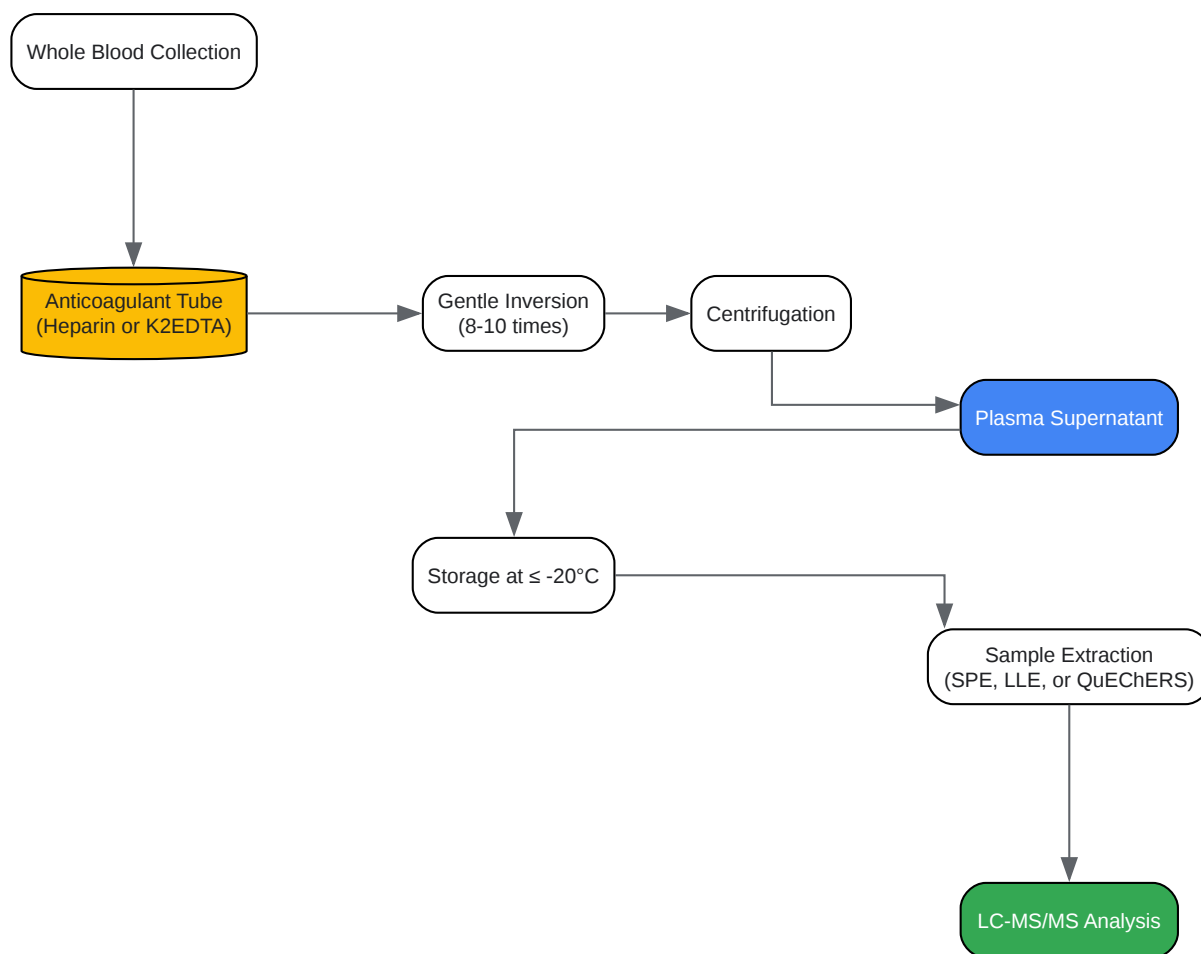 Whole Blood Collection
Anticoagulant Tube
(Heparin or K2EDTA)
Gentle Inversion
(8-10 times)
Centrifugation
Plasma Supernatant
Storage at ≤ -20°C
Sample Extraction
(SPE, LLE, or QuEChERS)
LC-MS/MS Analysis